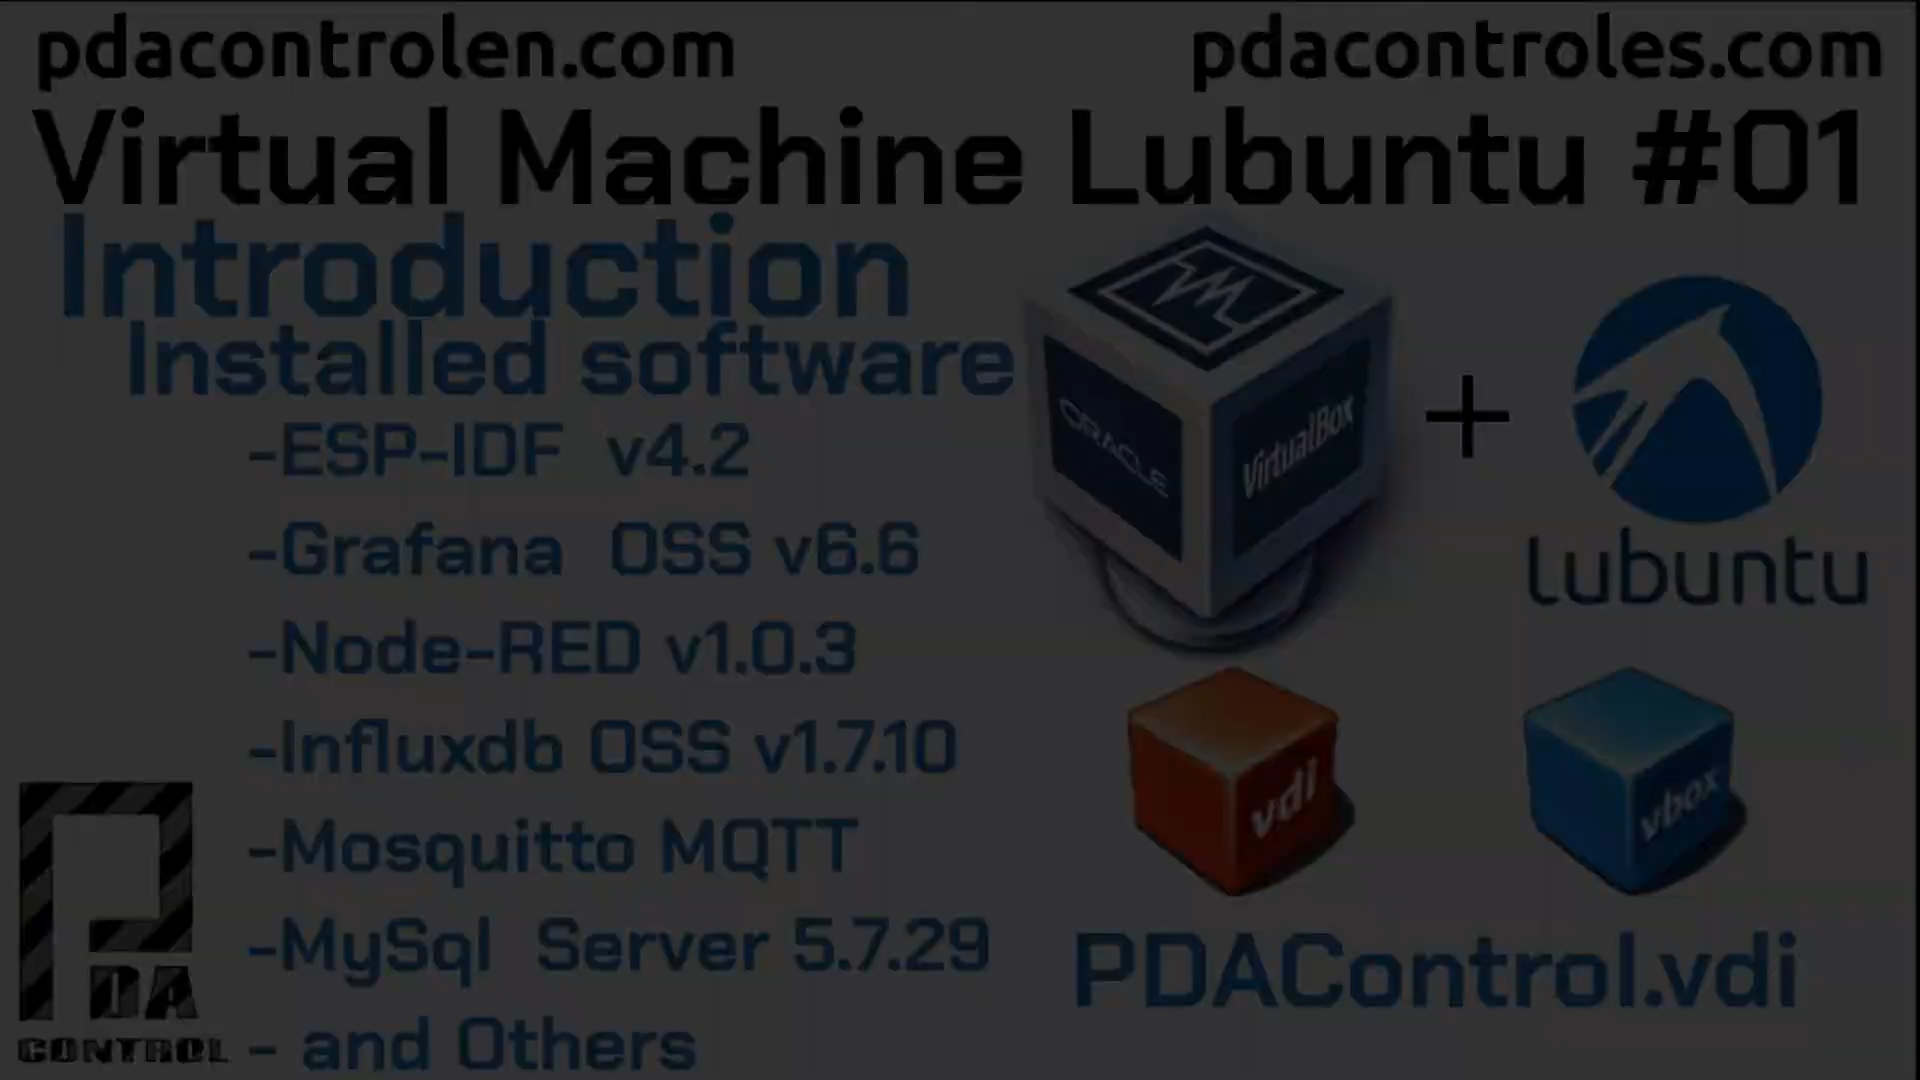 pdacontrolen.com
pdacontroles.com
Virtual Machine Lubuntu #01
Introduction
Installed software
-ESP-IDF v4.2
-Grafana OSS v6.6
-Node-RED v1.0.3
-Influxdb OSS v1.7.10
-Mosquitto MQTT
-MySql Server 5.7.29
- and Others
ORACLE
VirtualBox
+
lubuntu
vdi
vbox
PDAControl.vdi
PDA
CONTROL